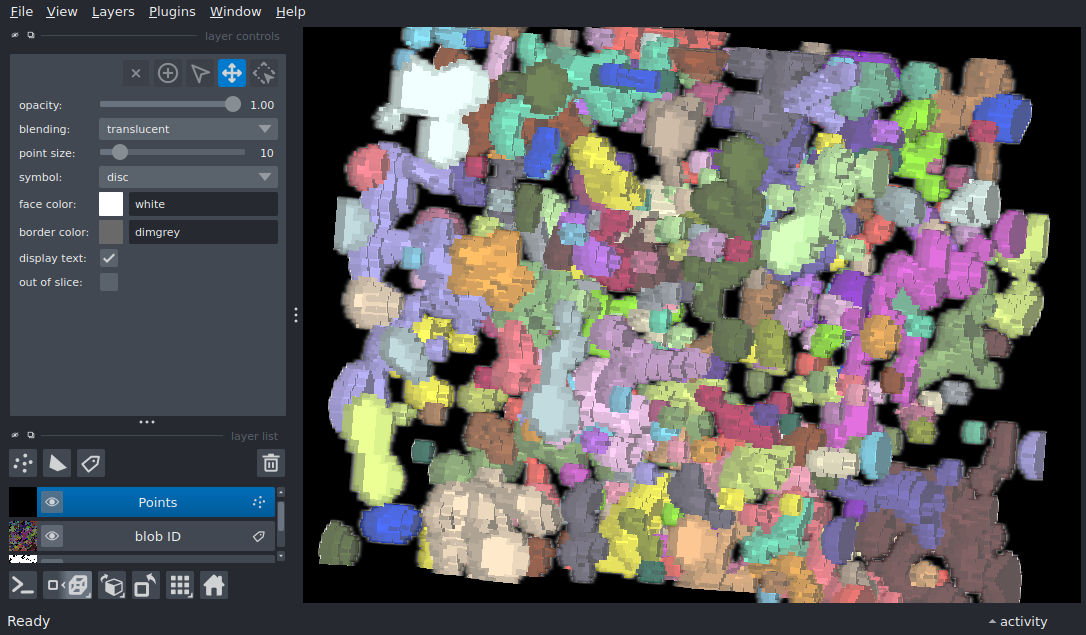 File View Layers Plugins Window Help
layer controls
opacity: 1.00
blending: translucent
point size: 10
symbol: disc
face color: white
border color: dimgrey
display text:
out of slice:
layer list
Points
blob ID
Ready
activity